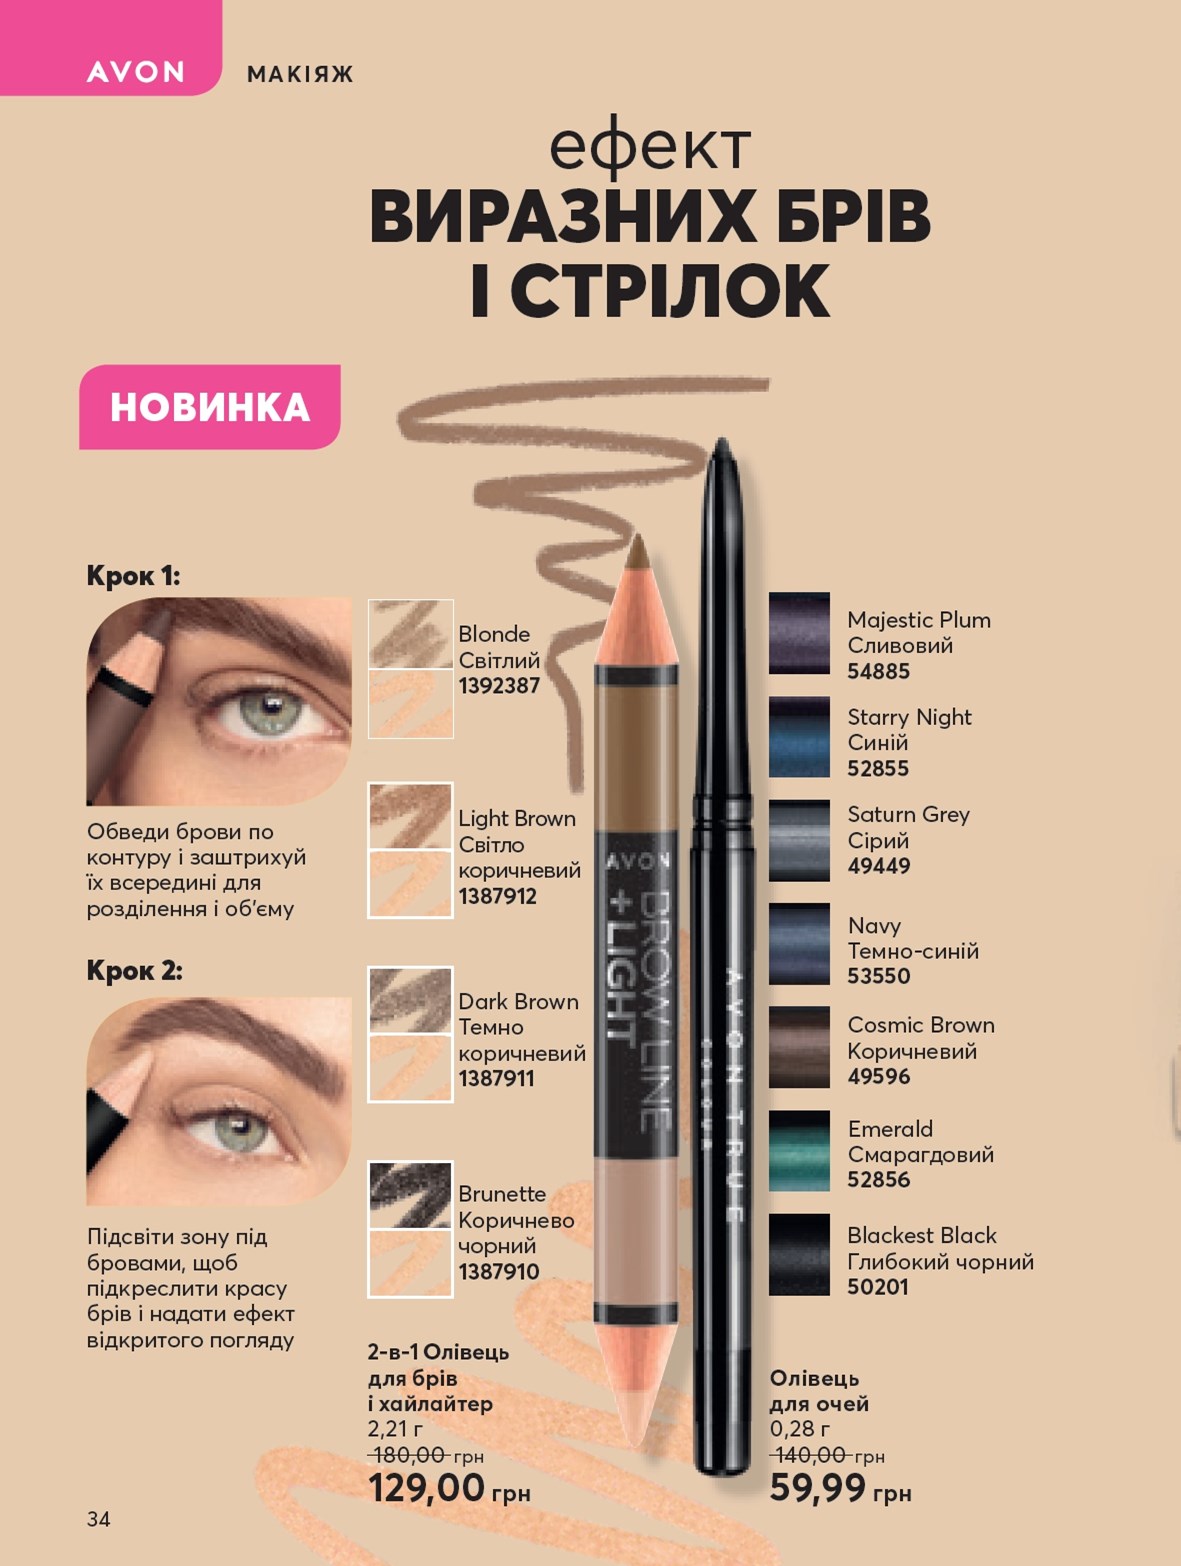 AVON
МАКІЯЖ
ефект
ВИРАЗНИХ БРІВ
І СТРІЛОК
НОВИНКА
Крок 1:
Обведи брови по
контуру і заштрихуй
їх всередині для
розділення і об'єму
Крок 2:
Підсвіти зону під
бровами, щоб
підкреслити красу
брів і надати ефект
відкритого погляду
Blonde
Світлий
1392387
Light Brown
Світло
коричневий
1387912
Dark Brown
Темно
коричневий
1387911
Brunette
Коричнево
чорний
1387910
2-в-1 Олівець
для брів
і хайлайтер
2,21 г
180,00 грн
129,00 грн
AVON
BROW LINE
+ LIGHT
AVON TRUE
COLOUR
Majestic Plum
Сливовий
54885
Starry Night
Синій
52855
Saturn Grey
Сірий
49449
Navy
Темно-синій
53550
Cosmic Brown
Коричневий
49596
Emerald
Смарагдовий
52856
Blackest Black
Глибокий чорний
50201
Олівець
для очей
0,28 г
140,00 грн
59,99 грн
34